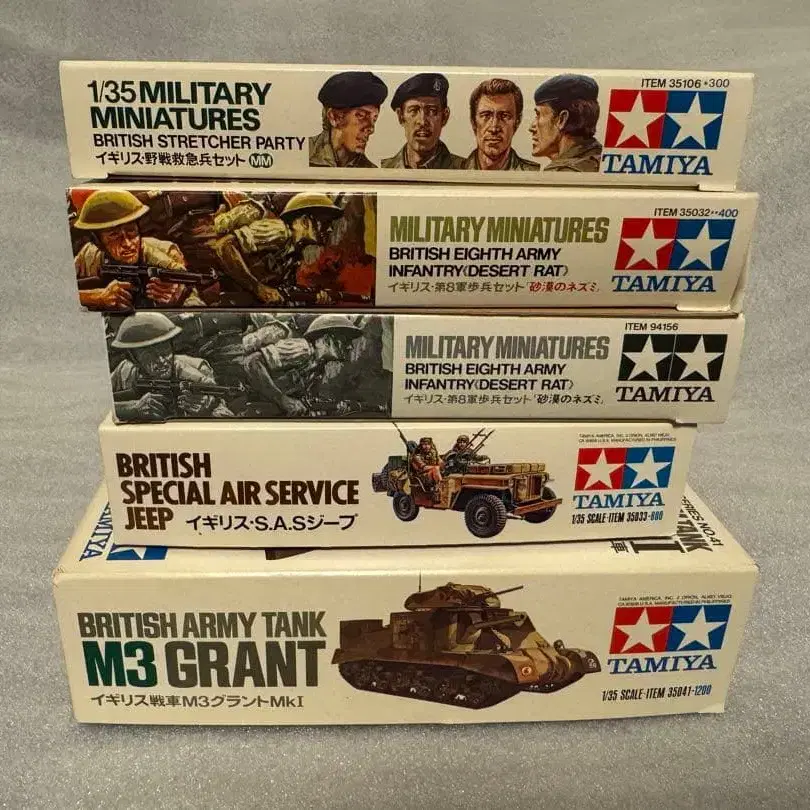 1/35 MILITARY
MINIATURES
BRITISH STRETCHER PARTY
イギリス・野戦救急兵セット MM
ITEM 35106・300
TAMIYA
MILITARY MINIATURES
BRITISH EIGHTH ARMY
INFANTRY〈DESERT RAT〉
イギリス・第8軍歩兵セット「砂漠のネズミ」
ITEM 35032**400
TAMIYA
MILITARY MINIATURES
BRITISH EIGHTH ARMY
INFANTRY〈DESERT RAT〉
イギリス・第8軍歩兵セット「砂漠のネズミ」
ITEM 94156
TAMIYA
BRITISH
SPECIAL AIR SERVICE
JEEP イギリス・S.A.Sジープ
TAMIYA
1/35 SCALE・ITEM 35033-800
TANK
BRITISH ARMY TANK
M3 GRANT
イギリス戦車M3グラントMkI
TAMIYA
1/35 SCALE・ITEM 35041-1200